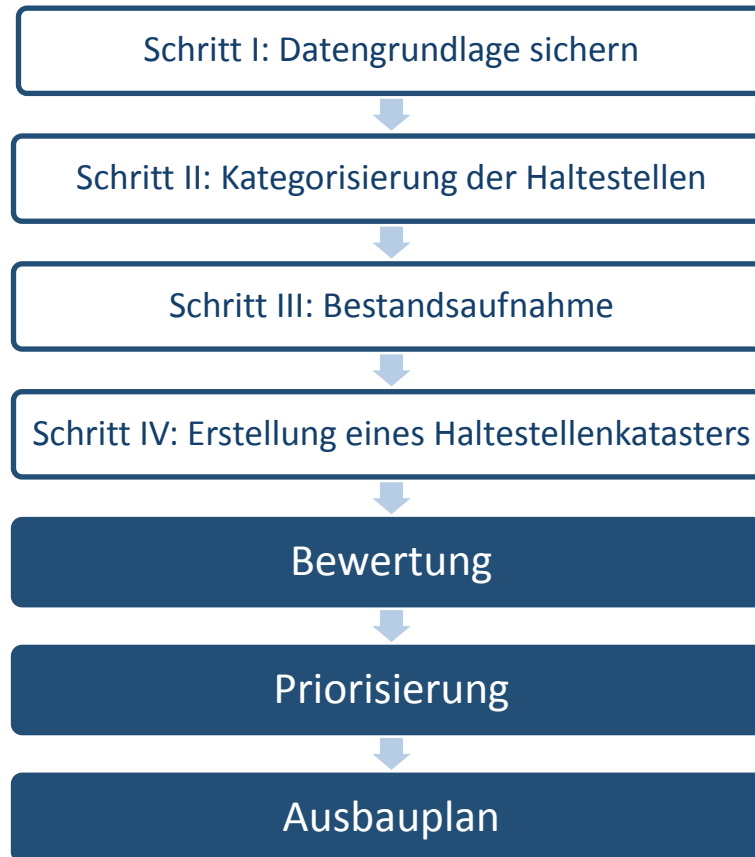 Schritt I: Datengrundlage sichern
Schritt II: Kategorisierung der Haltestellen
Schritt III: Bestandsaufnahme
Schritt IV: Erstellung eines Haltestellenkatasters
Bewertung
Priorisierung
Ausbauplan